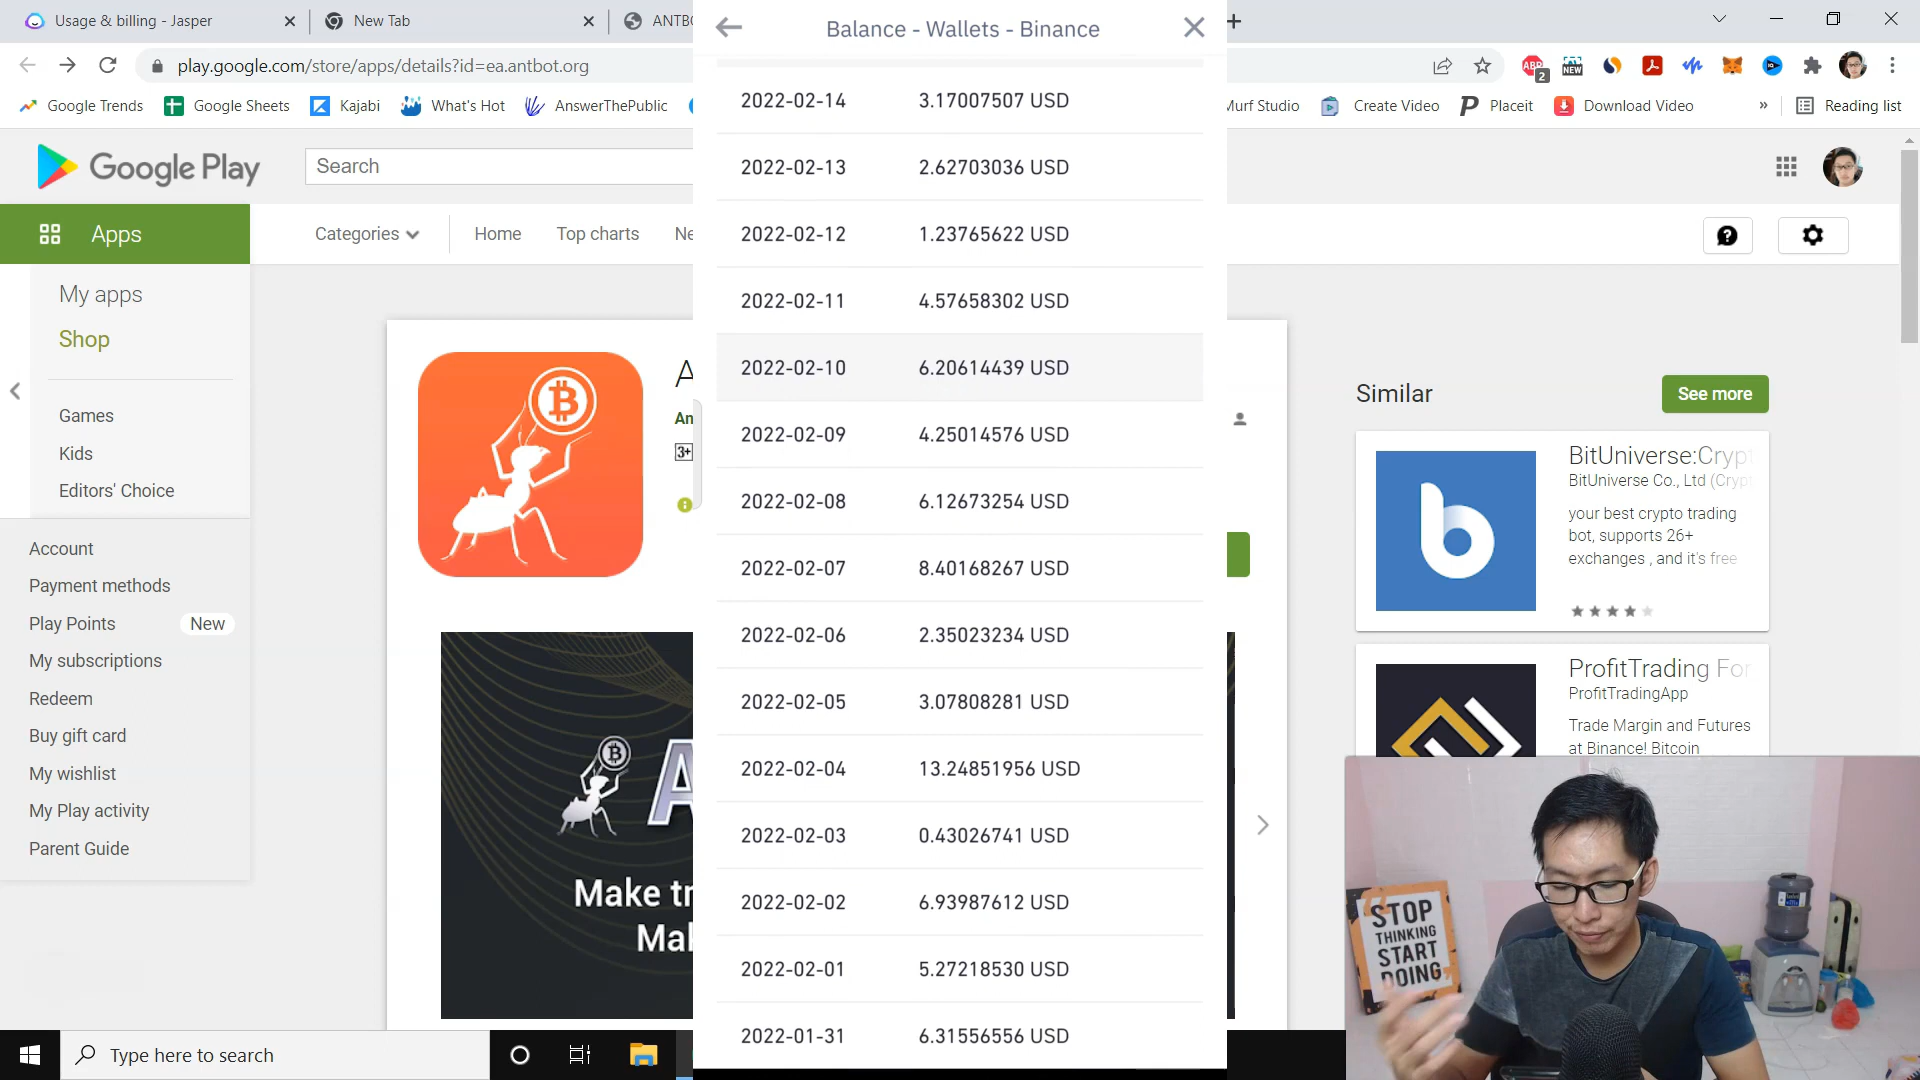 Usage & billing - Jasper
New Tab
Balance - Wallets - Binance
play.google.com/store/apps/details?id=ea.antbot.org
2
NEW
Google Trends
Google Sheets
Kajabi
What's Hot
AnswerThePublic
Murf Studio
Create Video
Placeit
Download Video
»
Reading list
Google Play
Search
Apps
Categories
Home
Top charts
My apps
Shop
Games
Kids
Editors' Choice
Account
Payment methods
Play Points
New
My subscriptions
Redeem
Buy gift card
My wishlist
My Play activity
Parent Guide
3+
2022-02-14 3.17007507 USD
2022-02-13 2.62703036 USD
2022-02-12 1.23765622 USD
2022-02-11 4.57658302 USD
2022-02-10 6.20614439 USD
2022-02-09 4.25014576 USD
2022-02-08 6.12673254 USD
2022-02-07 8.40168267 USD
2022-02-06 2.35023234 USD
2022-02-05 3.07808281 USD
2022-02-04 13.24851956 USD
2022-02-03 0.43026741 USD
2022-02-02 6.93987612 USD
2022-02-01 5.27218530 USD
2022-01-31 6.31556556 USD
Similar
See more
BitUniverse:Crypt
BitUniverse Co., Ltd (Crypt
your best crypto trading
bot, supports 26+
exchanges , and it's free
ProfitTrading For
ProfitTradingApp
Trade Margin and Futures
at Binance! Bitcoin
STOP
THINKING
START
DOING
Type here to search